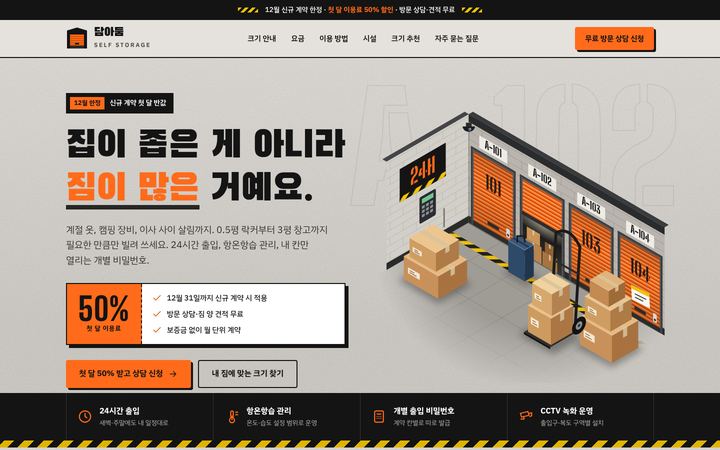 12월 신규 계약 한정 · 첫 달 이용료 50% 할인 · 방문 상담·견적 무료
담아둠
SELF STORAGE
크기 안내 요금 이용 방법 시설 크기 추천 자주 묻는 질문
무료 방문 상담 신청
12월 한정 신규 계약 첫 달 반값
집이 좁은 게 아니라
짐이 많은 거예요.
계절 옷, 캠핑 장비, 이사 사이 살림까지. 0.5평 락커부터 3평 창고까지
필요한 만큼만 빌려 쓰세요. 24시간 출입, 항온항습 관리, 내 칸만
열리는 개별 비밀번호.
50%
첫 달 이용료
12월 31일까지 신규 계약 시 적용
방문 상담·짐 양 견적 무료
보증금 없이 월 단위 계약
첫 달 50% 받고 상담 신청 →
내 짐에 맞는 크기 찾기
A-102
24H
A-101
A-102
A-103
A-104
101
103
104
24시간 출입
새벽·주말에도 내 일정대로
항온항습 관리
온도·습도 설정 범위로 운영
개별 출입 비밀번호
계약 칸별로 따로 발급
CCTV 녹화 운영
출입구·복도 구역별 설치